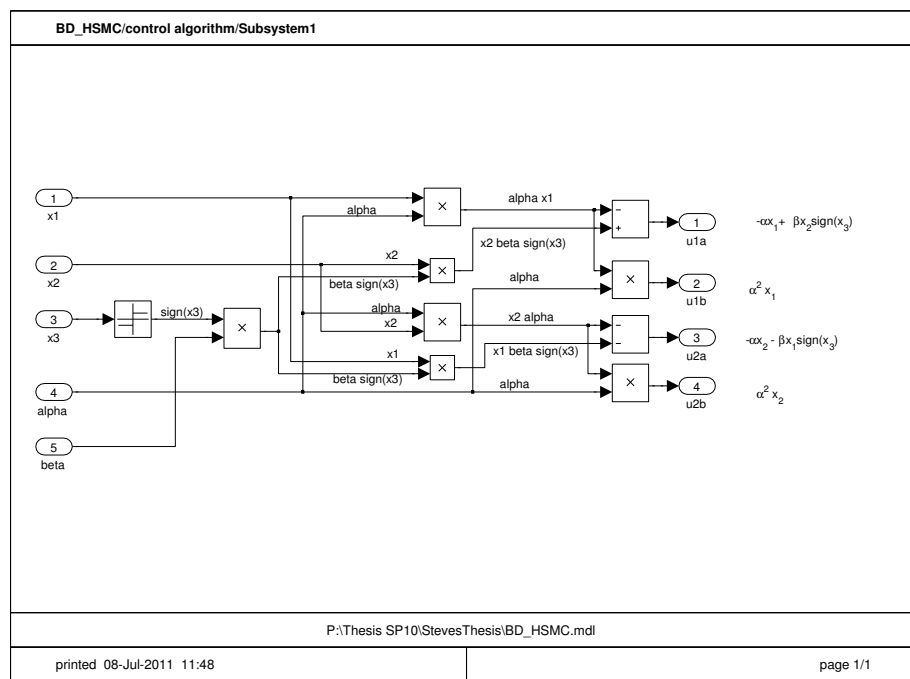 BD_HSMC/control algorithm/Subsystem1
1
x1
2
x2
3
x3
4
alpha
5
beta
sign(x3)
×
alpha
×
x2
beta sign(x3)
×
alpha
x2
×
x1
beta sign(x3)
×
alpha x1
x2 beta sign(x3)
alpha
x2 alpha
x1 beta sign(x3)
alpha
−
+
×
−
−
×
1
u1a
2
u1b
3
u2a
4
u2b
-αx₁+ βx₂sign(x₃)
α² x₁
-αx₂ - βx₁sign(x₃)
α² x₂
P:\Thesis SP10\StevesThesis\BD_HSMC.mdl
printed 08-Jul-2011 11:48
page 1/1